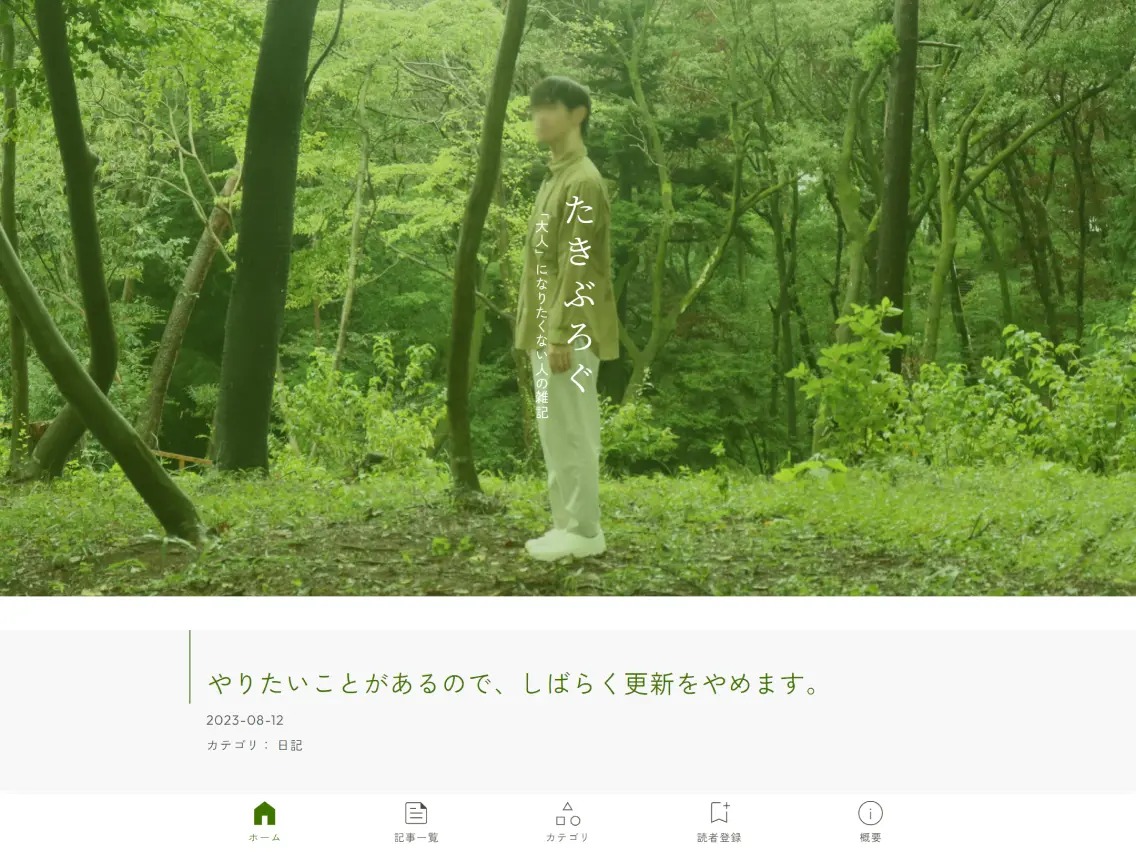 たきぶろぐ
「大人」になりたくない人の雑記
やりたいことがあるので、しばらく更新をやめます。
2023-08-12
カテゴリ： 日記
ホーム
記事一覧
カテゴリ
読者登録
概要